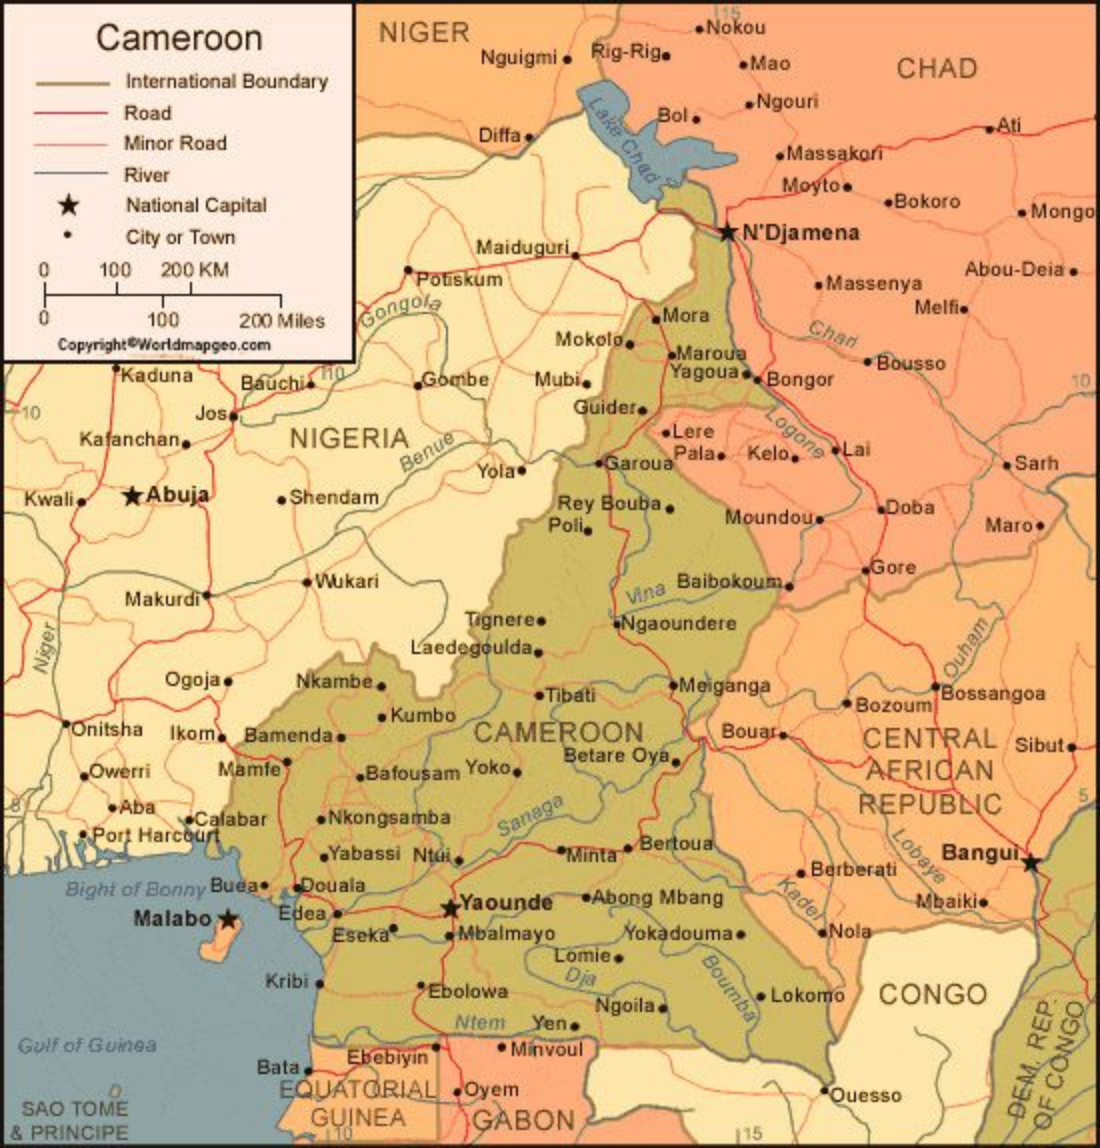 Cameroon
International Boundary
Road
Minor Road
River
National Capital
City or Town
0 100 200 KM
0 100 200 Miles
Copyright©Worldmapgeo.com
NIGER
15
Nokou
Nguigmi
Rig-Rig
Mao
CHAD
Ngouri
Bol
Lake Chad
Diffa
Ati
Massakori
Moyto
Bokoro
Mongo
N'Djamena
Maiduguri
Potiskum
Abou-Deia
Massenya
Gongola
Melfi
Mora
Chari
Mokolo
Maroua
Bousso
Kaduna
10
Yagoua
Bauchi
Gombe
Mubi
Bongor
10
10
Jos
Guider
Logone
Kafanchan
NIGERIA
Lere
Benue
Pala
Kelo
Lai
Yola
Garoua
Sarh
Kwali
Abuja
Shendam
Rey Bouba
Doba
Poli
Moundou
Maro
Gore
Wukari
Baibokoum
Makurdi
Vina
Tignere
Ngaoundere
Niger
Laedegoulda
Ouham
Ogoja
Nkambe
Tibati
Meiganga
Bossangoa
Kumbo
Bozoum
Onitsha
Ikom
Bamenda
CAMEROON
Bouar
CENTRAL
Sibut
Betare Oya
Owerri
Mamfe
Bafousam
Yoko
AFRICAN
REPUBLIC
8
5
Aba
Calabar
Nkongsamba
Sanaga
Port Harcourt
Yabassi
Ntui
Minta
Bertoua
Lobaye
Bangui
Berberati
Bight of Bonny
Buea
Douala
Kadei
Abong Mbang
Mbaiki
Malabo
Edea
Yaounde
Eseka
Mbalmayo
Yokadouma
Nola
Lomie
Dja
Boumba
Kribi
Ebolowa
Lokomo
CONGO
Ngoila
Ntem
Yen
Gulf of Guinea
Ebebiyin
Minvoul
DEM. REP.
OF CONGO
Bata
EQUATORIAL
GUINEA
Oyem
Ouesso
SAO TOME
& PRINCIPE
GABON
10
15